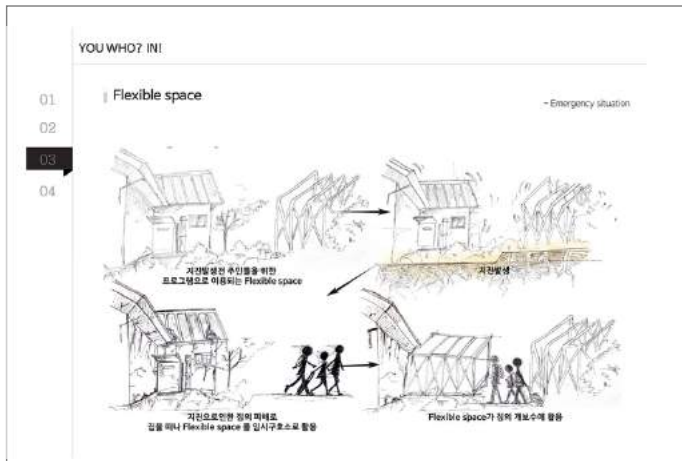 YOU WHO? IN!
01
02
03
04
Flexible space
- Emergency situation
지진발생전 주민들을 위한
프로그램으로 이용되는 Flexible space
지진발생
지진으로인한 집의 피해로
집을 떠나 Flexible space 를 임시구호소로 활용
Flexible space가 집의 개보수에 활용